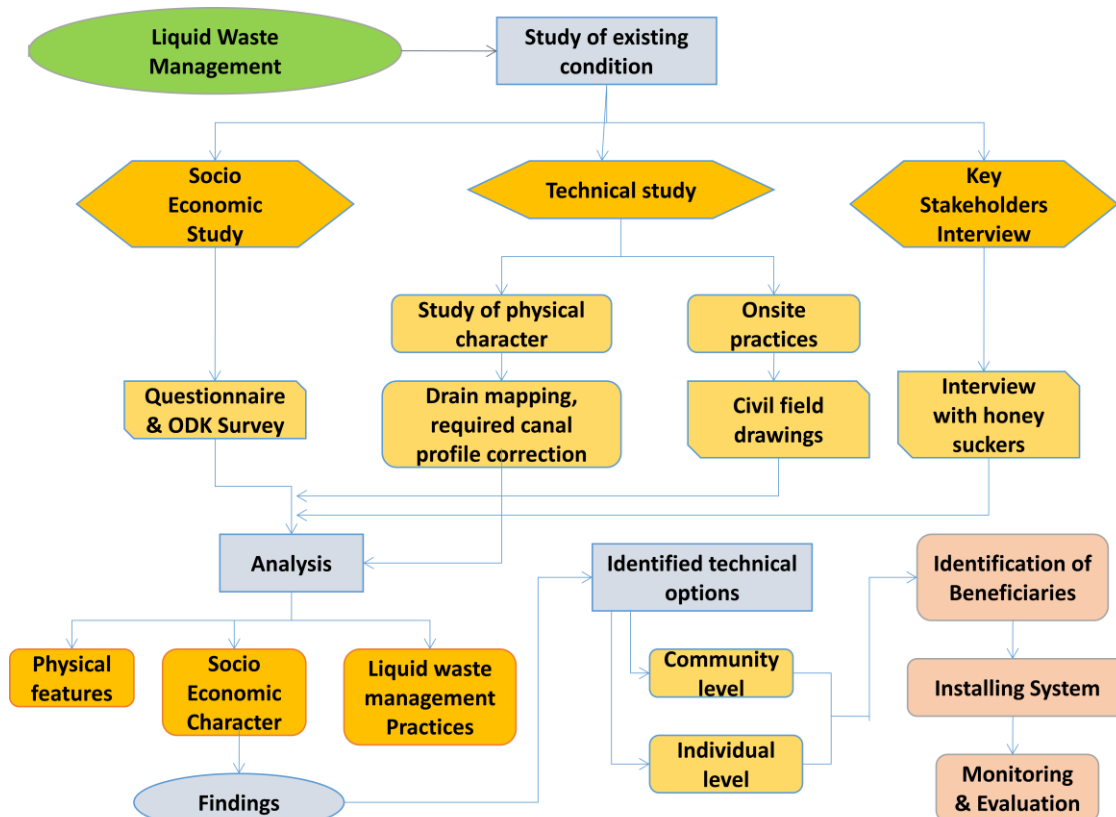 Liquid Waste
Management
Study of existing
condition
Socio
Economic
Study
Technical study
Key
Stakeholders
Interview
Study of physical
character
Onsite
practices
Questionnaire
& ODK Survey
Drain mapping,
required canal
profile correction
Civil field
drawings
Interview
with honey
suckers
Analysis
Identified technical
options
Identification of
Beneficiaries
Physical
features
Socio
Economic
Character
Liquid waste
management
Practices
Community
level
Installing System
Individual
level
Findings
Monitoring
& Evaluation